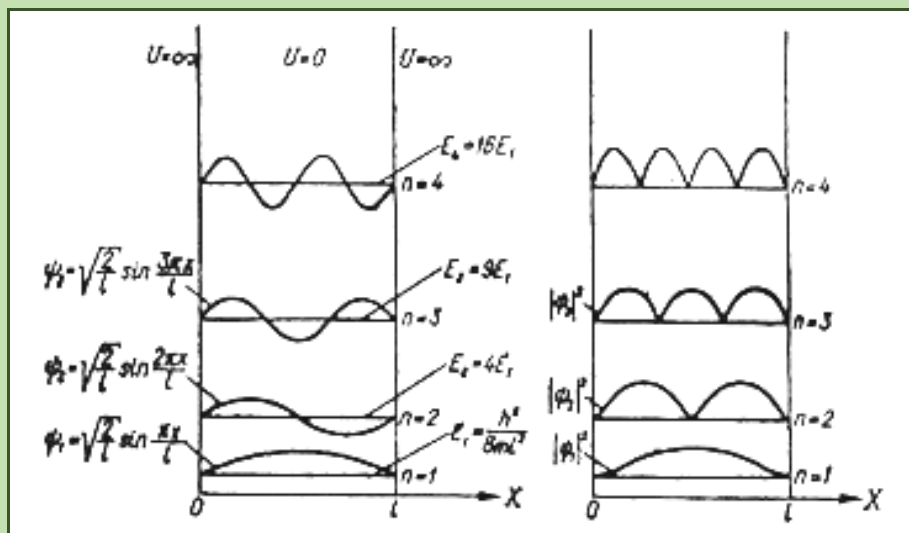 U=∞ U=0 U=∞
E₄=16E₁
n=4
n=4
ψ₃=√(2/l) sin 3πx/l
E₃=9E₁
n=3
|ψ₃|²
n=3
ψ₂=√(2/l) sin 2πx/l
E₂=4E₁
n=2
|ψ₂|²
n=2
ψ₁=√(2/l) sin πx/l
ℓ₁=h²/8ml²
n=1
|ψ₁|²
n=1
0 l X
0 l X